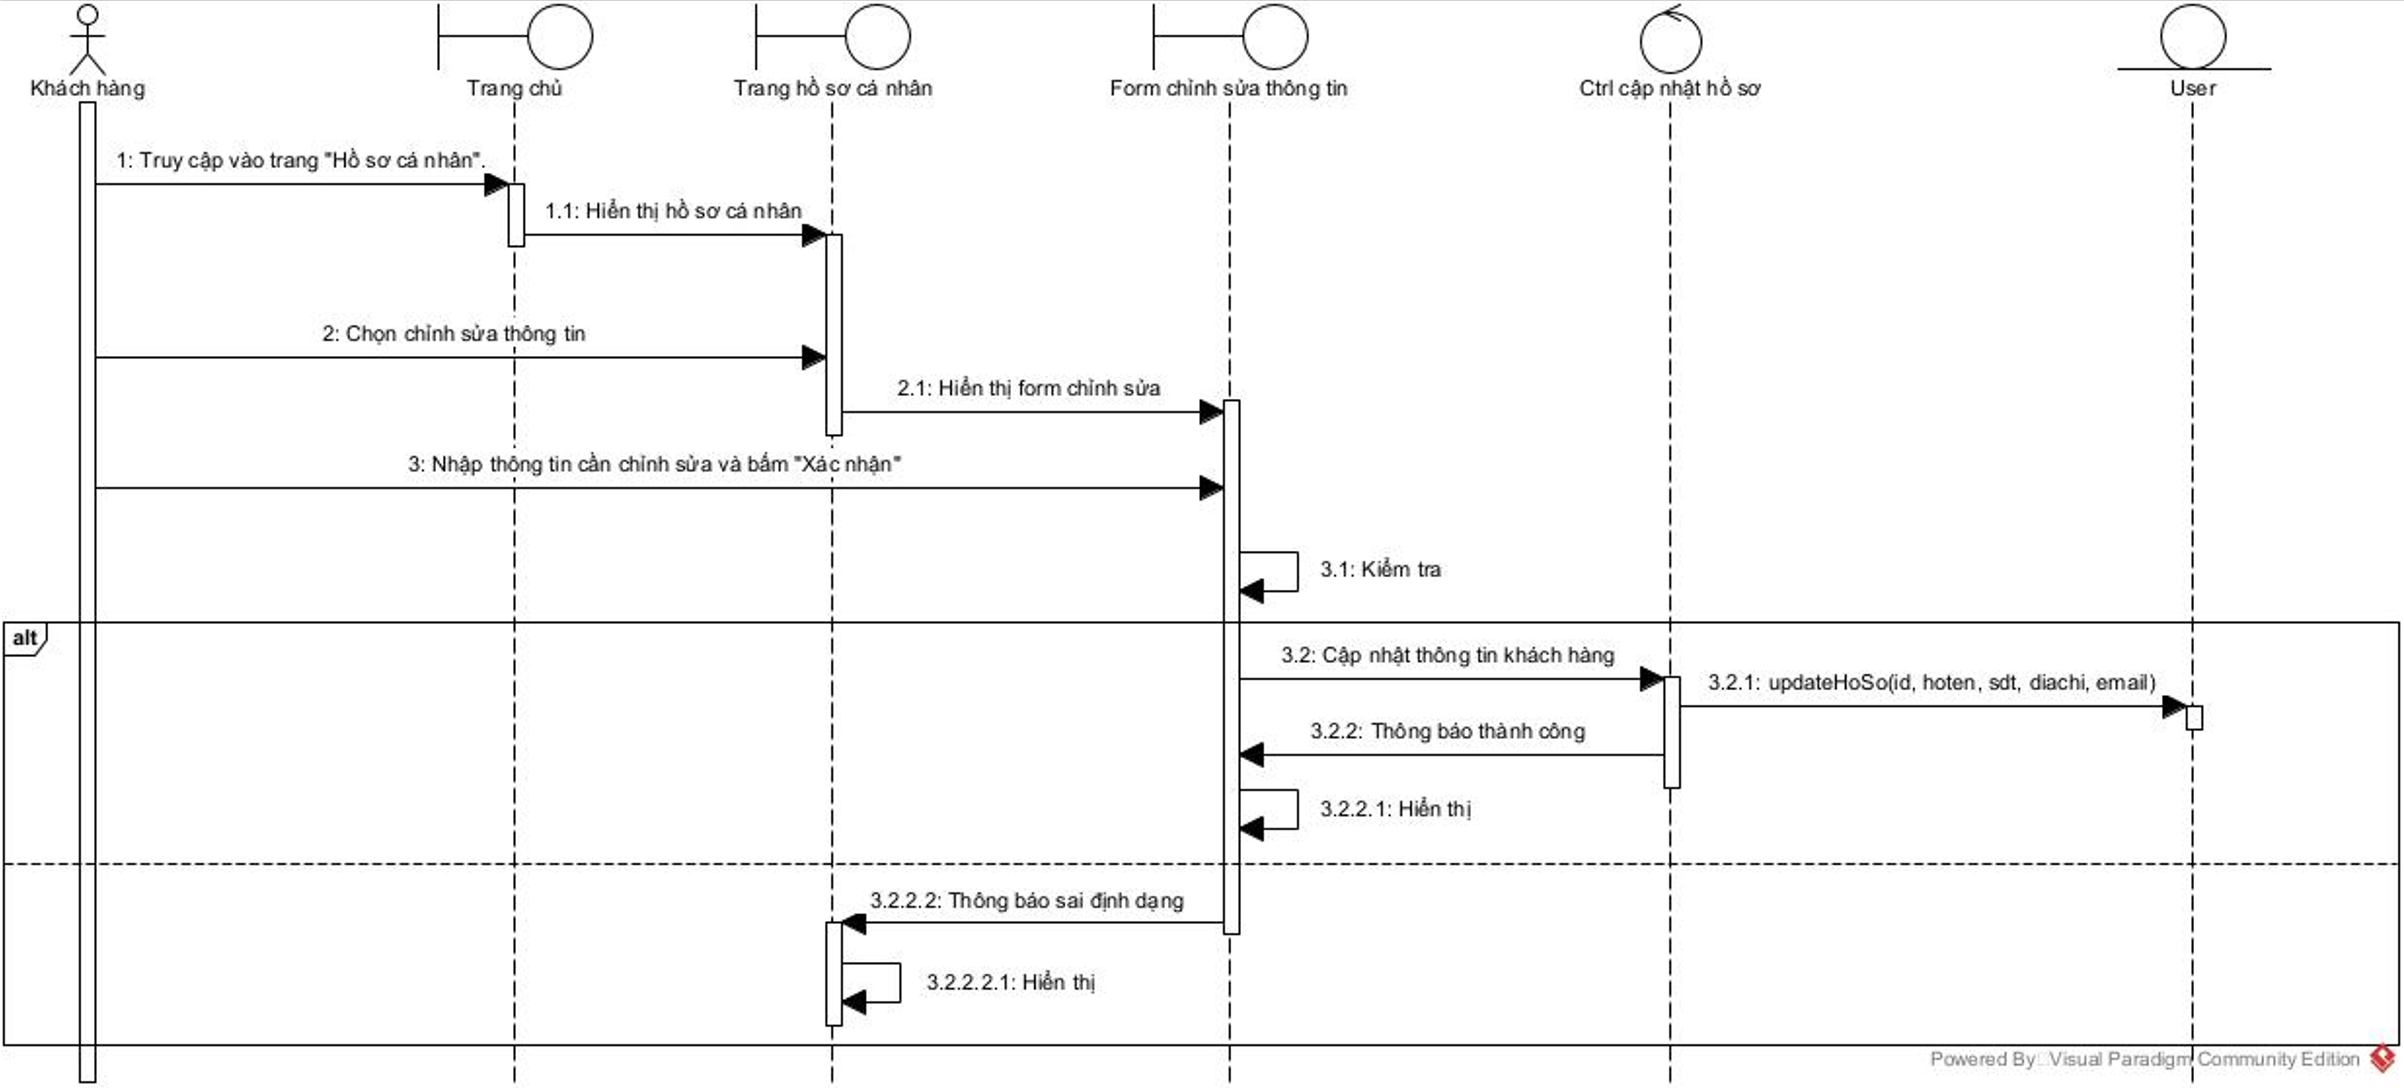 Khách hàng
Trang chủ
Trang hồ sơ cá nhân
Form chỉnh sửa thông tin
Ctrl cập nhật hồ sơ
User
1: Truy cập vào trang "Hồ sơ cá nhân".
1.1: Hiển thị hồ sơ cá nhân
2: Chọn chỉnh sửa thông tin
2.1: Hiển thị form chỉnh sửa
3: Nhập thông tin cần chỉnh sửa và bấm "Xác nhận"
3.1: Kiểm tra
alt
3.2: Cập nhật thông tin khách hàng
3.2.1: updateHoSo(id, hoten, sdt, diachi, email)
3.2.2: Thông báo thành công
3.2.2.1: Hiển thị
3.2.2.2: Thông báo sai định dạng
3.2.2.2.1: Hiển thị
Powered By Visual Paradigm Community Edition